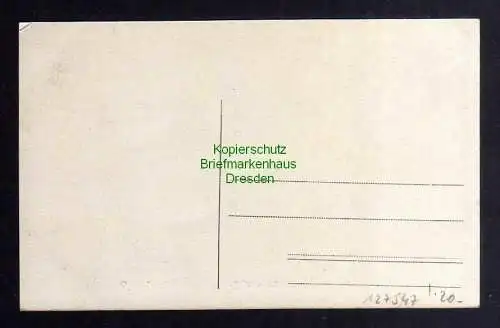 Kopierschutz
Briefmarkenhaus
Dresden
127547 1.20-